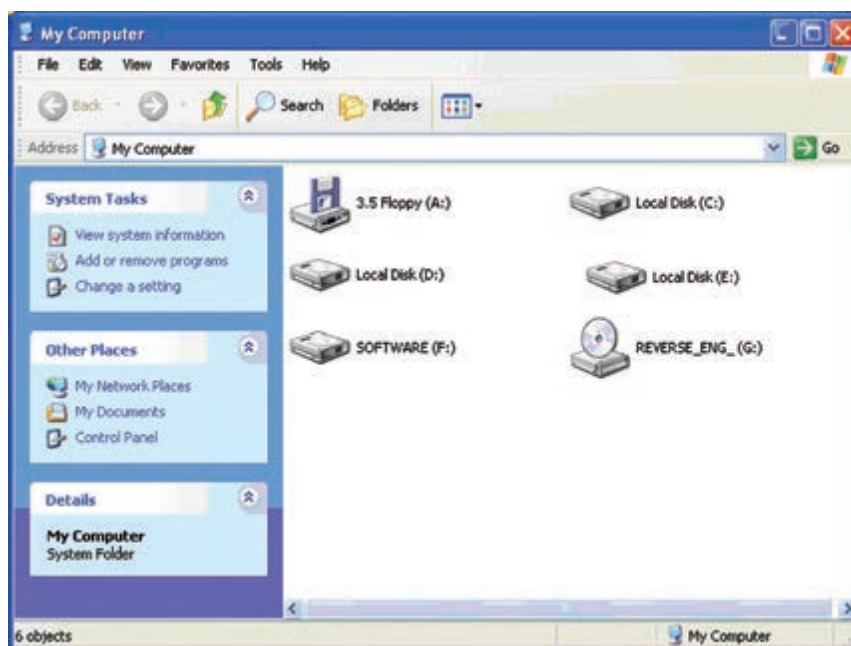 My Computer
File Edit View Favorites Tools Help
Back Search Folders
Address My Computer Go
System Tasks
View system information
Add or remove programs
Change a setting
Other Places
My Network Places
My Documents
Control Panel
Details
My Computer
System Folder
3.5 Floppy (A:) Local Disk (C:)
Local Disk (D:) Local Disk (E:)
SOFTWARE (F:) REVERSE_ENG_ (G:)
6 objects My Computer